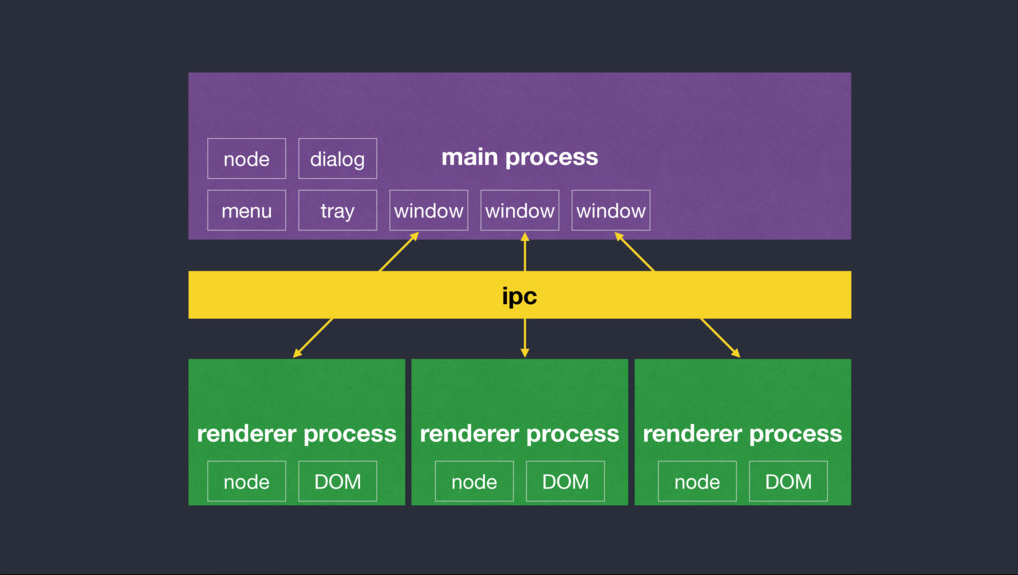 main process
node
dialog
menu
tray
window
window
window
ipc
renderer process
node
DOM
renderer process
node
DOM
renderer process
node
DOM